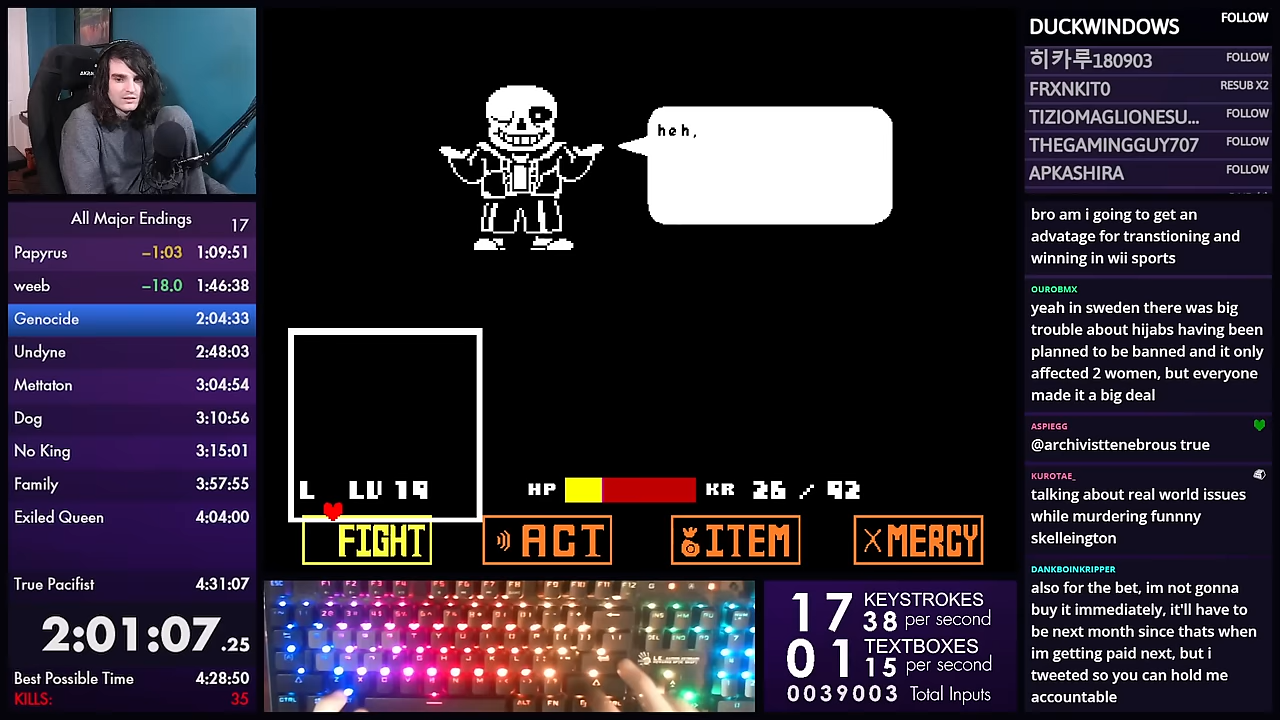 All Major Endings 17
Papyrus −1:03 1:09:51
weeb −18.0 1:46:38
Genocide 2:04:33
Undyne 2:48:03
Mettaton 3:04:54
Dog 3:10:56
No King 3:15:01
Family 3:57:55
Exiled Queen 4:04:00
True Pacifist 4:31:07
2:01:07.25
Best Possible Time 4:28:50
KILLS: 35
heh,
L LV 19 HP KR 26 / 92
FIGHT ACT ITEM MERCY
17 KEYSTROKES
38 per second
01 TEXTBOXES
15 per second
0039003 Total Inputs
DUCKWINDOWS FOLLOW
히카루180903 FOLLOW
FRXNKIT0 RESUB X2
TIZIOMAGLIONESU... FOLLOW
THEGAMINGGUY707 FOLLOW
APKASHIRA FOLLOW
bro am i going to get an
advatage for transtioning and
winning in wii sports
OUROBMX
yeah in sweden there was big
trouble about hijabs having been
planned to be banned and it only
affected 2 women, but everyone
made it a big deal
ASPIEGG
@archivisttenebrous true
KUROTAE_
talking about real world issues
while murdering funnny
skelleington
DANKBOINKRIPPER
also for the bet, im not gonna
buy it immediately, it'll have to
be next month since thats when
im getting paid next, but i
tweeted so you can hold me
accountable